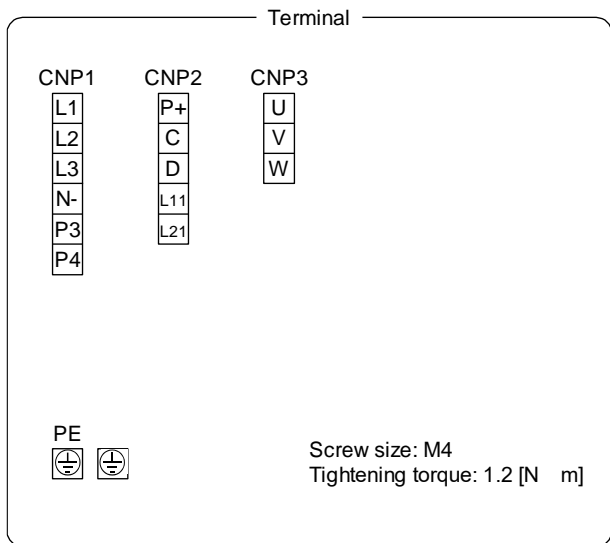 Terminal
CNP1 CNP2 CNP3
L1 P+ U
L2 C V
L3 D W
N- L11
P3 L21
P4
PE
Screw size: M4
Tightening torque: 1.2 [N m]